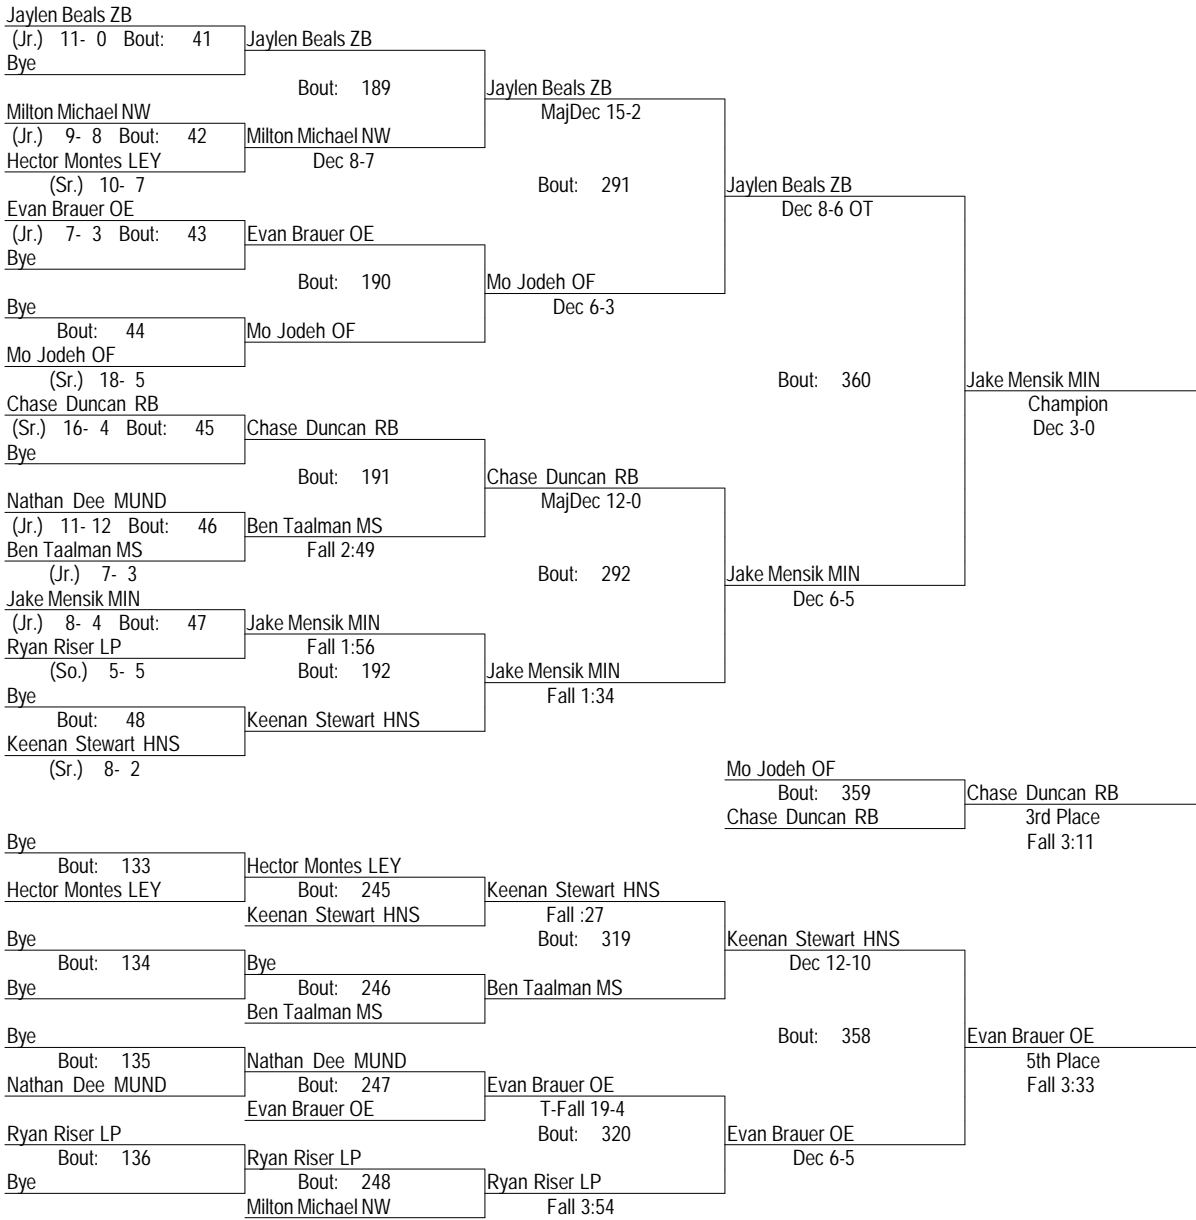 Jaylen Beals ZB
(Jr.) 11- 0 Bout: 41 Jaylen Beals ZB
Bye
Bout: 189 Jaylen Beals ZB
Milton Michael NW MajDec 15-2
(Jr.) 9- 8 Bout: 42 Milton Michael NW
Hector Montes LEY Dec 8-7
(Sr.) 10- 7 Bout: 291 Jaylen Beals ZB
Evan Brauer OE Dec 8-6 OT
(Jr.) 7- 3 Bout: 43 Evan Brauer OE
Bye
Bout: 190 Mo Jodeh OF
Bye Dec 6-3
Bout: 44 Mo Jodeh OF
Mo Jodeh OF
(Sr.) 18- 5 Bout: 360 Jake Mensik MIN
Chase Duncan RB Champion
(Sr.) 16- 4 Bout: 45 Chase Duncan RB Dec 3-0
Bye
Bout: 191 Chase Duncan RB
Nathan Dee MUND MajDec 12-0
(Jr.) 11- 12 Bout: 46 Ben Taalman MS
Ben Taalman MS Fall 2:49
(Jr.) 7- 3 Bout: 292 Jake Mensik MIN
Jake Mensik MIN Dec 6-5
(Jr.) 8- 4 Bout: 47 Jake Mensik MIN
Ryan Riser LP Fall 1:56
(So.) 5- 5 Bout: 192 Jake Mensik MIN
Bye Fall 1:34
Bout: 48 Keenan Stewart HNS
Keenan Stewart HNS
(Sr.) 8- 2 Mo Jodeh OF
Bout: 359 Chase Duncan RB
Chase Duncan RB 3rd Place
Bye Fall 3:11
Bout: 133 Hector Montes LEY
Hector Montes LEY Bout: 245 Keenan Stewart HNS
Keenan Stewart HNS Fall :27
Bye Bout: 319 Keenan Stewart HNS
Bout: 134 Bye Dec 12-10
Bye Bout: 246 Ben Taalman MS
Ben Taalman MS
Bye Bout: 358 Evan Brauer OE
Bout: 135 Nathan Dee MUND 5th Place
Nathan Dee MUND Bout: 247 Evan Brauer OE Fall 3:33
Evan Brauer OE T-Fall 19-4
Ryan Riser LP Bout: 320 Evan Brauer OE
Bout: 136 Ryan Riser LP Dec 6-5
Bye Bout: 248 Ryan Riser LP
Milton Michael NW Fall 3:54